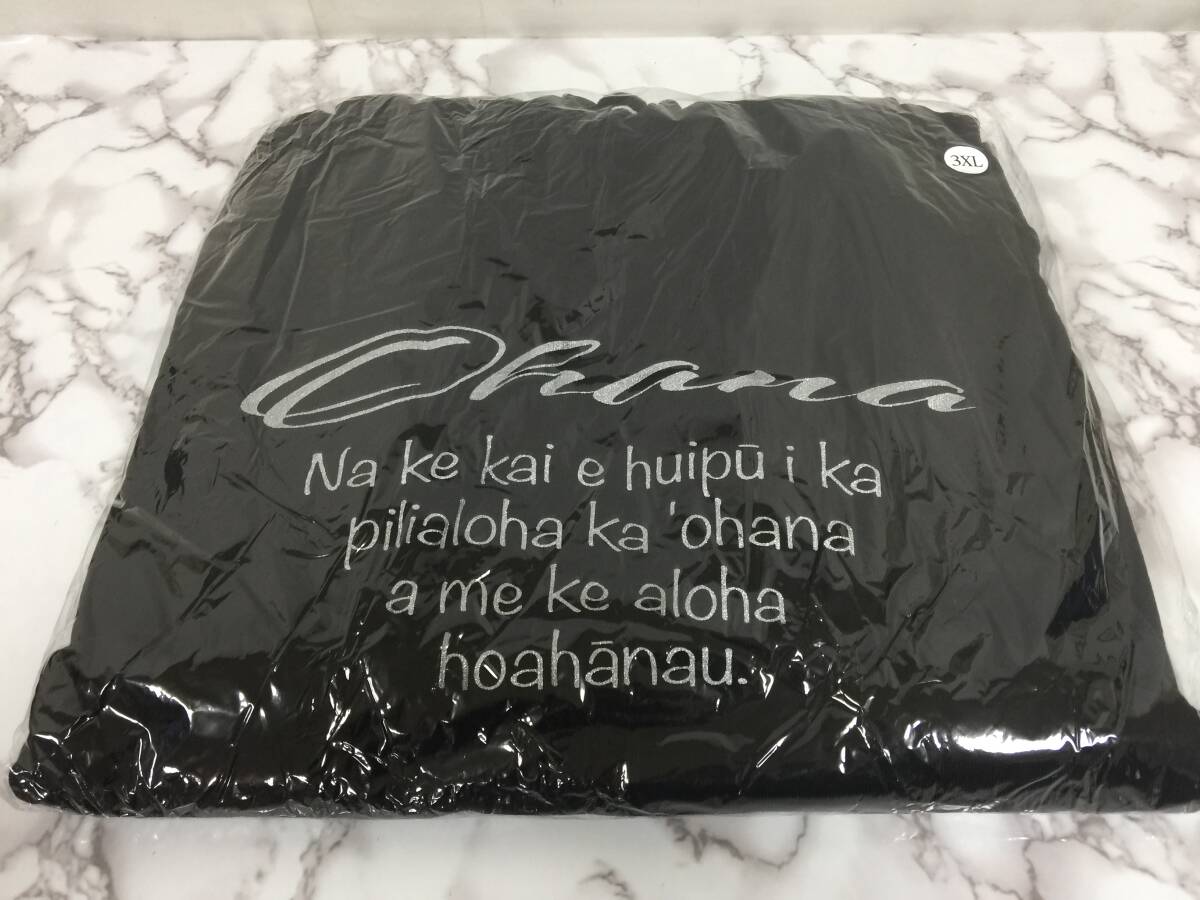 3XL
Ohana
Na ke kai e huipū i ka
pilialoha ka 'ohana
a me ke aloha
hoahānau.